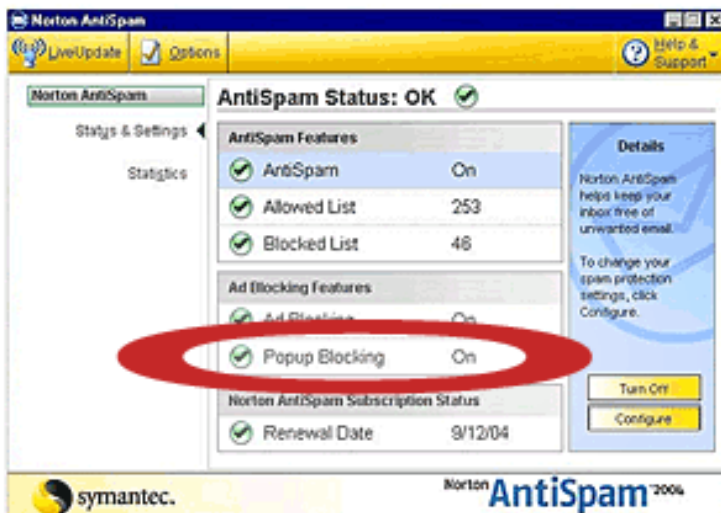 Norton AntiSpam
LiveUpdate Options Help & Support
Norton AntiSpam
Status & Settings
Statistics
AntiSpam Status: OK
AntiSpam Features
AntiSpam On
Allowed List 253
Blocked List 46
Ad Blocking Features
Ad Blocking On
Popup Blocking On
Norton AntiSpam Subscription Status
Renewal Date 9/12/04
Details
Norton AntiSpam
helps keep your
inbox free of
unwanted email.
To change your
spam protection
settings, click
Configure.
Turn Off
Configure
symantec.
Norton AntiSpam 2004